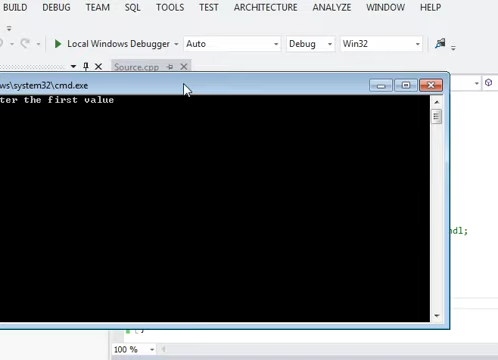 BUILD DEBUG TEAM SQL TOOLS TEST ARCHITECTURE ANALYZE WINDOW HELP
Local Windows Debugger Auto Debug Win32
Source.cpp
ws\system32\cmd.exe
ter the first value
ndl;
100 %